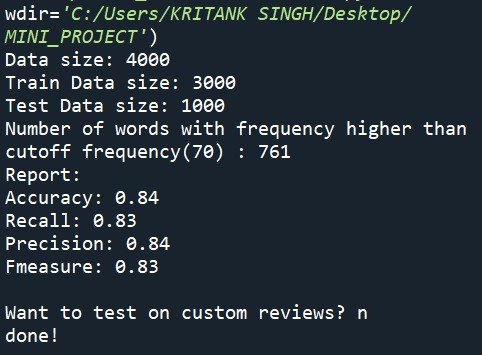 wdir='C:/Users/KRITANK SINGH/Desktop/
MINI_PROJECT')
Data size: 4000
Train Data size: 3000
Test Data size: 1000
Number of words with frequency higher than
cutoff frequency(70) : 761
Report:
Accuracy: 0.84
Recall: 0.83
Precision: 0.84
Fmeasure: 0.83
Want to test on custom reviews? n
done!